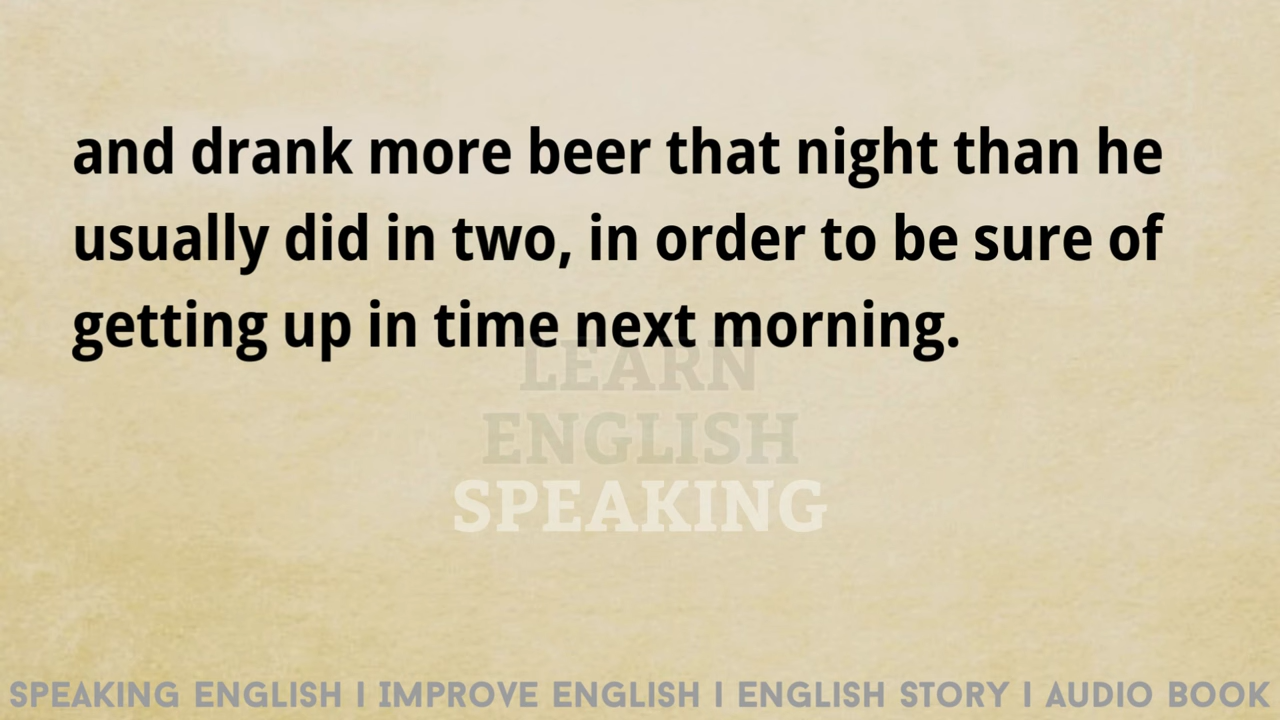 and drank more beer that night than he
usually did in two, in order to be sure of
getting up in time next morning.
LEARN
ENGLISH
SPEAKING
SPEAKING ENGLISH I IMPROVE ENGLISH I ENGLISH STORY I AUDIO BOOK